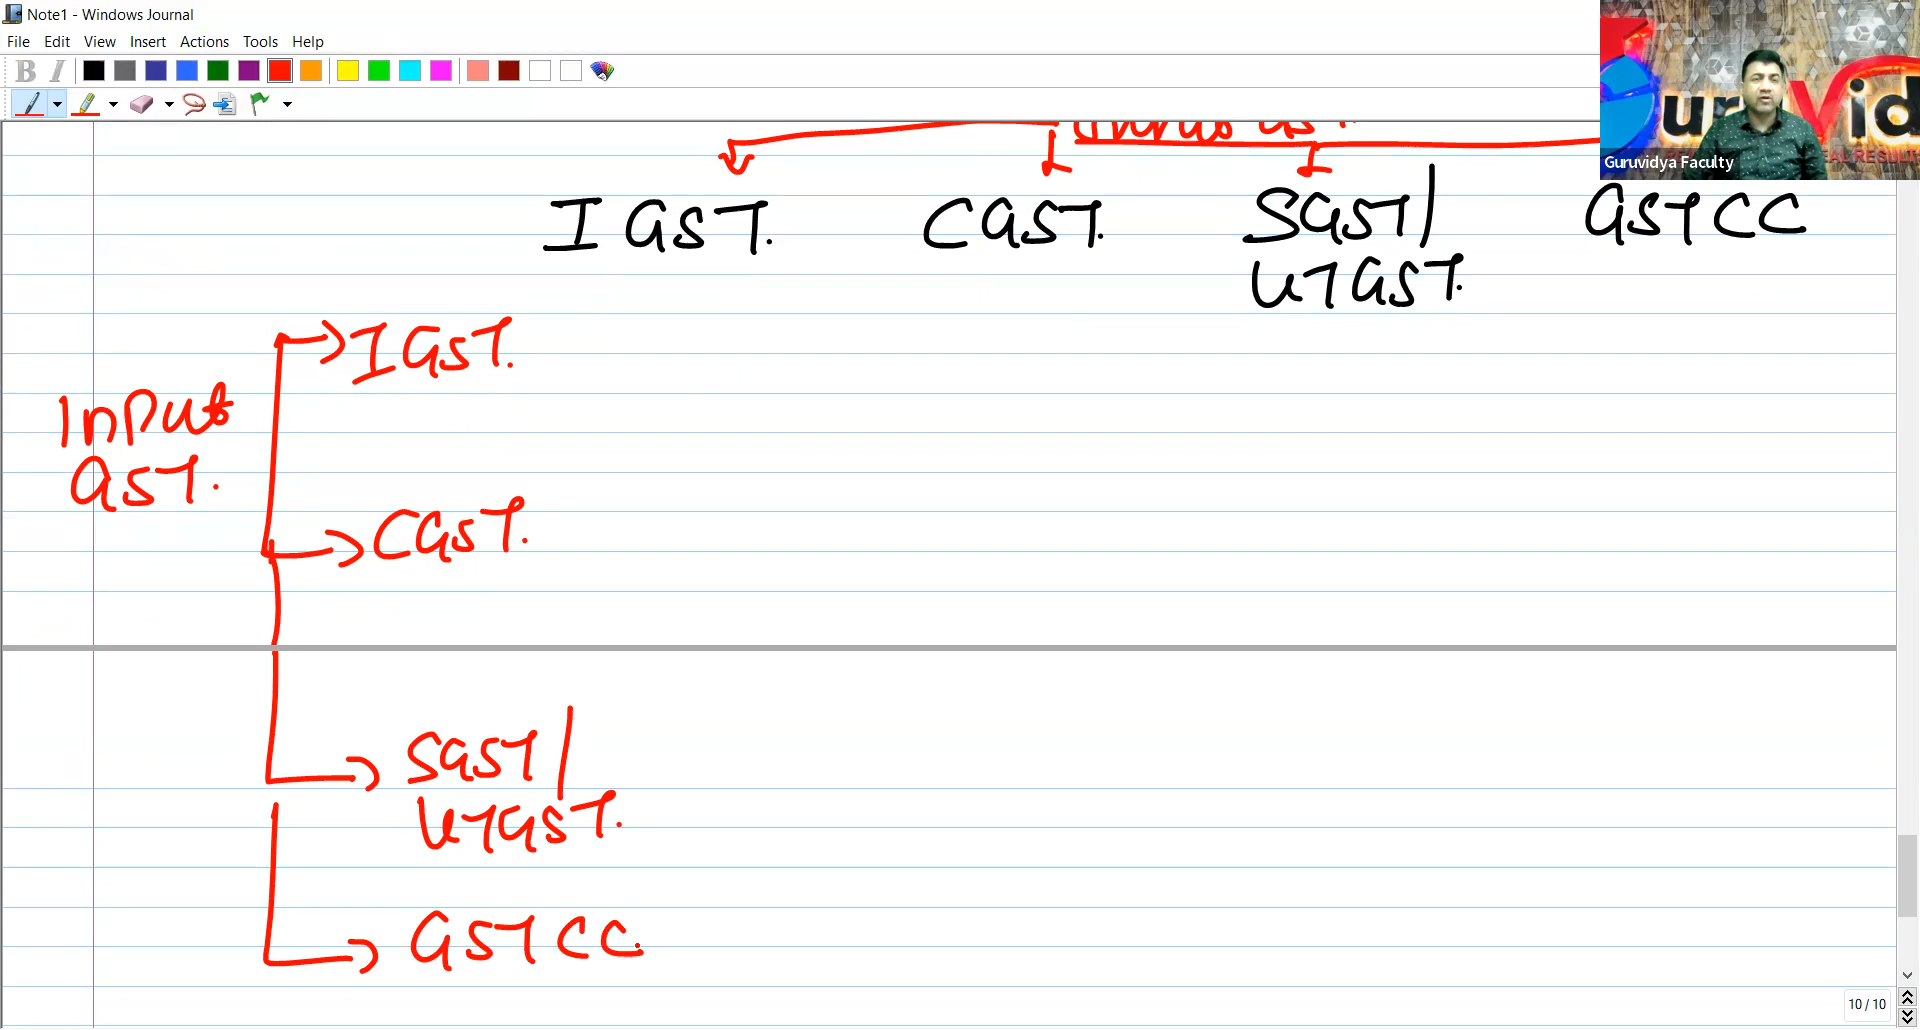 Note1 - Windows Journal
File Edit View Insert Actions Tools Help
B I
Guruvidya Faculty
IGST. CGST. SGST| GSTCC
UTGST.
IGST.
Input
GST.
CGST.
SGST|
UTGST.
GSTCC
10 / 10